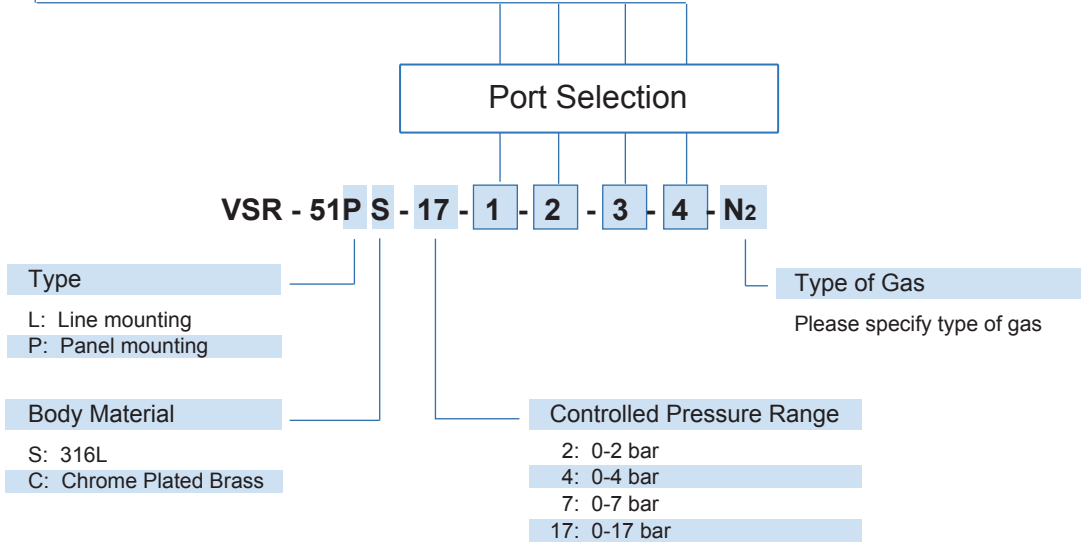 Port Selection
VSR - 51P S - 17 - 1 - 2 - 3 - 4 - N2
Type
L: Line mounting
P: Panel mounting
Type of Gas
Please specify type of gas
Body Material
S: 316L
C: Chrome Plated Brass
Controlled Pressure Range
2: 0-2 bar
4: 0-4 bar
7: 0-7 bar
17: 0-17 bar